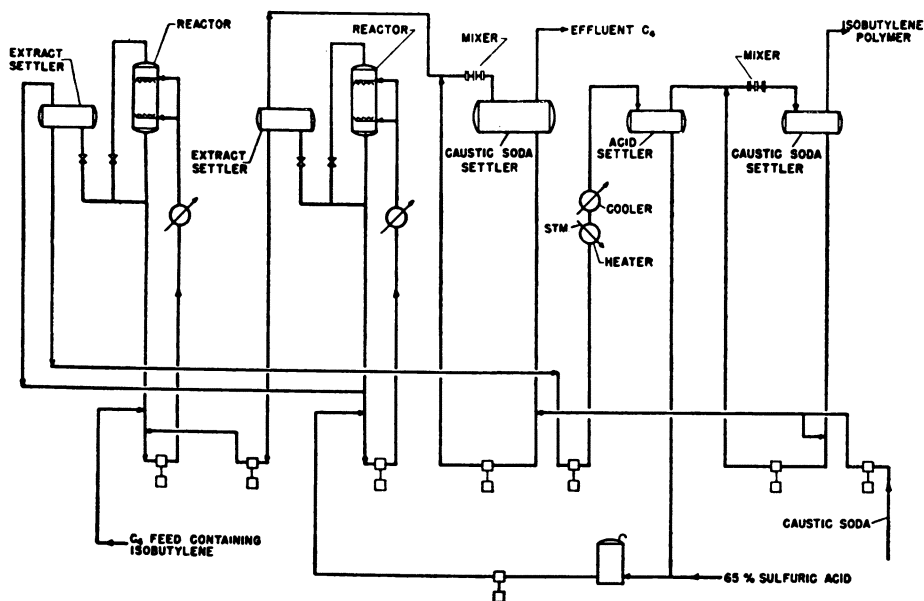 REACTOR
EXTRACT
SETTLER
REACTOR
MIXER
EFFLUENT C4
ISOBUTYLENE
POLYMER
MIXER
EXTRACT
SETTLER
CAUSTIC SODA
SETTLER
ACID
SETTLER
CAUSTIC SODA
SETTLER
COOLER
STM
HEATER
C4 FEED CONTAINING
ISOBUTYLENE
CAUSTIC SODA
65 % SULFURIC ACID